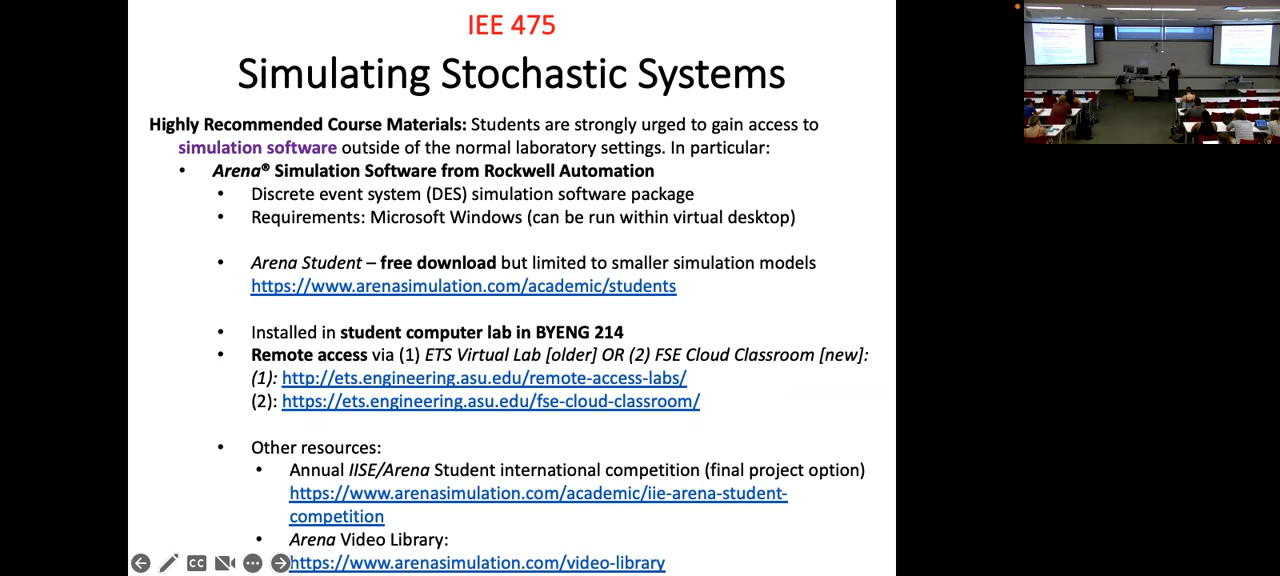 IEE 475
Simulating Stochastic Systems
Highly Recommended Course Materials: Students are strongly urged to gain access to
simulation software outside of the normal laboratory settings. In particular:
• Arena® Simulation Software from Rockwell Automation
• Discrete event system (DES) simulation software package
• Requirements: Microsoft Windows (can be run within virtual desktop)
• Arena Student – free download but limited to smaller simulation models
https://www.arenasimulation.com/academic/students
• Installed in student computer lab in BYENG 214
• Remote access via (1) ETS Virtual Lab [older] OR (2) FSE Cloud Classroom [new]:
(1): http://ets.engineering.asu.edu/remote-access-labs/
(2): https://ets.engineering.asu.edu/fse-cloud-classroom/
• Other resources:
• Annual IISE/Arena Student international competition (final project option)
https://www.arenasimulation.com/academic/iie-arena-student-
competition
• Arena Video Library:
https://www.arenasimulation.com/video-library
CC